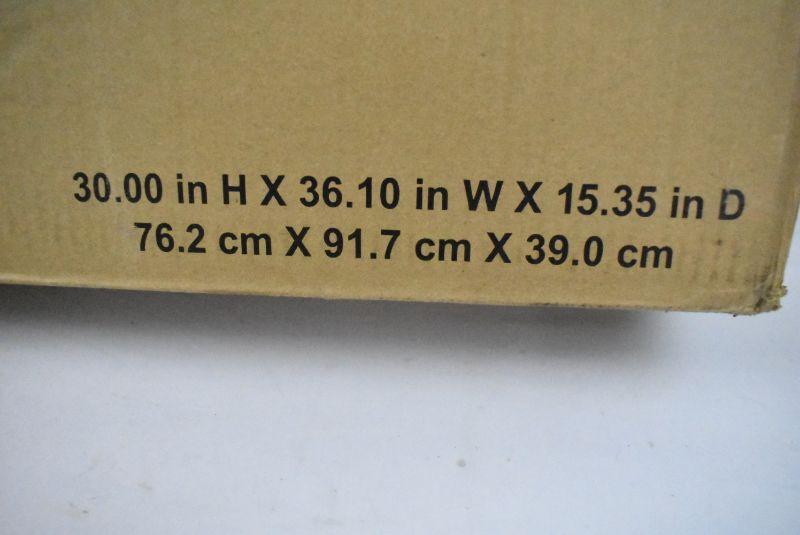 30.00 in H X 36.10 in W X 15.35 in D
76.2 cm X 91.7 cm X 39.0 cm